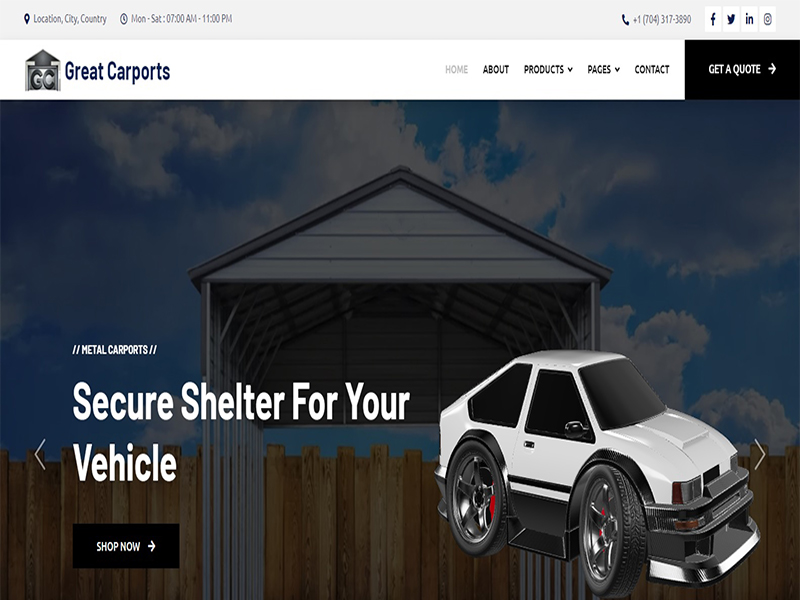 Location, City, Country
Mon - Sat : 07:00 AM - 11:00 PM
+1 (704) 317-3890
GC
Great Carports
HOME
ABOUT
PRODUCTS
PAGES
CONTACT
GET A QUOTE
// METAL CARPORTS //
Secure Shelter For Your
Vehicle
SHOP NOW